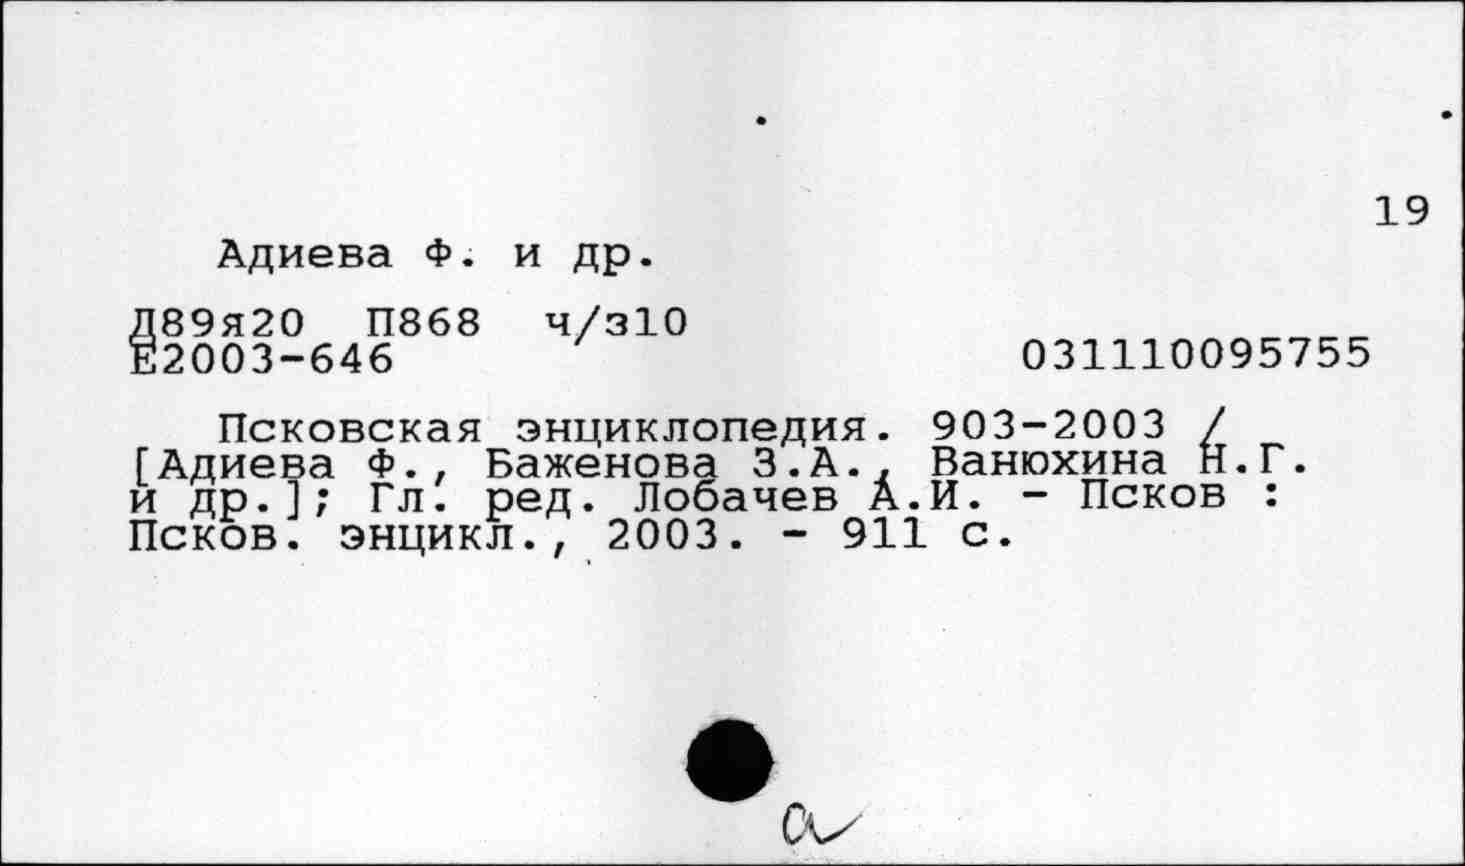 19
Адиева Ф. и др.
Д89я20 П868 ч/з10
Е2003-646 031110095755
Псковская энциклопедия. 903-2003 /
[Адиева Ф., Баженова З.А., Ванюхина Н.Г.
и др.]; Гл. ред. Лобачев А.И. - Псков :
Псков. энцикл., 2003. - 911 с.